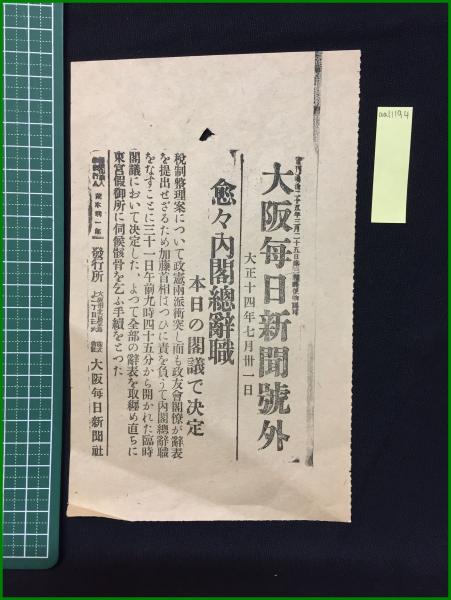 大阪每日新聞號外
大正十四年七月卅一日
愈々內閣總辭職
本日の閣議で決定
稅制整理案について政憲兩派衝突し而も政友會閣僚が辭表
を提出せざるため加藤首相はつひに責を負うて內閣總辭職
をなすことに三十一日午前九時四十五分から開かれた臨時
閣議において決定した、よつて全部の辭表を取纏め直ちに
東宮假御所に伺候骸骨を乞ふ手續をとつた
發行所
大阪每日新聞社
aa21194